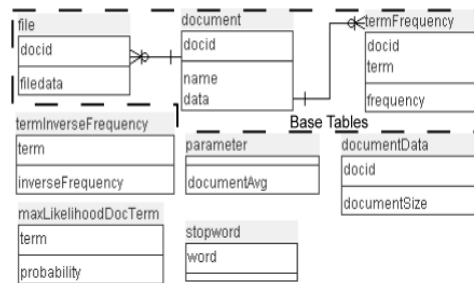 file
docid
filedata
document
docid
name
data
termFrequency
docid
term
frequency
Base Tables
termInverseFrequency
term
inverseFrequency
parameter
documentAvg
documentData
docid
documentSize
maxLikelihoodDocTerm
term
probability
stopword
word